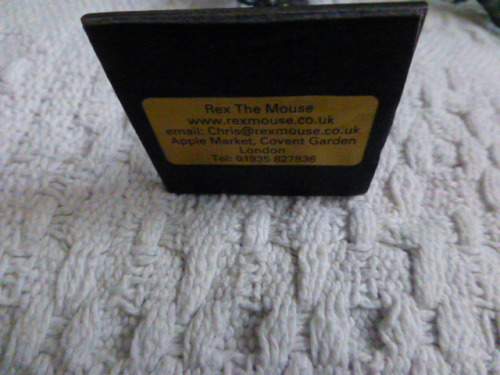 Rex The Mouse
www.rexmouse.co.uk
email: Chris@rexmouse.co.uk
Apple Market, Covent Garden
London
Tel: 01935 827836